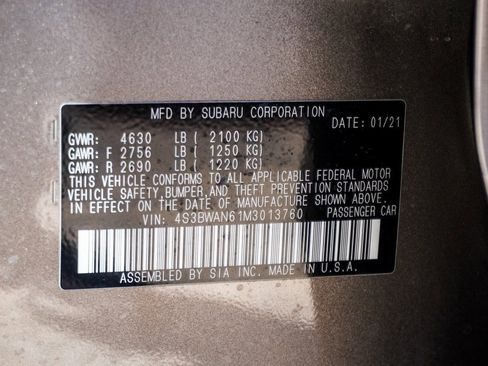 MFD BY SUBARU CORPORATION
DATE: 01/21
GVWR: 4630 LB ( 2100 KG)
GAWR: F 2756 LB ( 1250 KG)
GAWR: R 2690 LB ( 1220 KG)
THIS VEHICLE CONFORMS TO ALL APPLICABLE FEDERAL MOTOR
VEHICLE SAFETY,BUMPER,AND THEFT PREVENTION STANDARDS
IN EFFECT ON THE DATE OF MANUFACTURE SHOWN ABOVE.
VIN: 4S3BWAN61M3013760 PASSENGER CAR
ASSEMBLED BY SIA INC. MADE IN U.S.A.